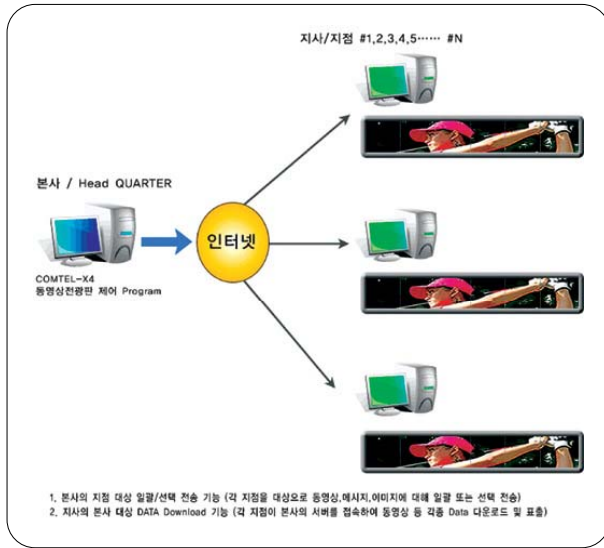 지사/지점 #1,2,3,4,5…… #N
본사 / Head QUARTER
인터넷
COMTEL-X4
동영상전광판 제어 Program
1. 본사의 지점 대상 일괄/선택 전송 기능 (각 지점을 대상으로 동영상,메시지,이미지에 대해 일괄 또는 선택 전송)
2. 지사의 본사 대상 DATA Download 기능 (각 지점이 본사의 서버를 접속하여 동영상 등 각종 Data 다운로드 및 표출)